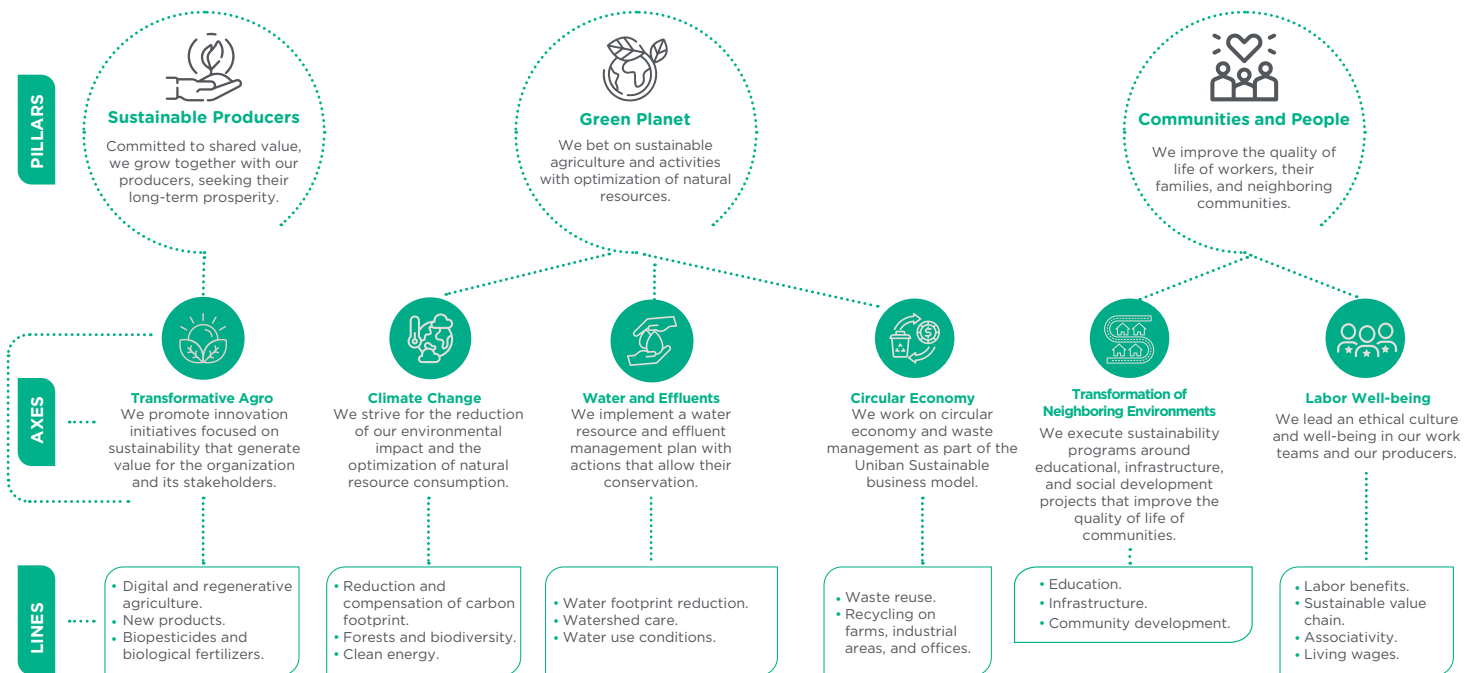 PILLARS
Sustainable Producers
Committed to shared value,
we grow together with our
producers, seeking their
long-term prosperity.
Green Planet
We bet on sustainable
agriculture and activities
with optimization of natural
resources.
Communities and People
We improve the quality of
life of workers, their
families, and neighboring
communities.
AXES
Transformative Agro
We promote innovation
initiatives focused on
sustainability that generate
value for the organization
and its stakeholders.
Climate Change
We strive for the reduction
of our environmental
impact and the
optimization of natural
resource consumption.
Water and Effluents
We implement a water
resource and effluent
management plan with
actions that allow their
conservation.
Circular Economy
We work on circular
economy and waste
management as part of the
Uniban Sustainable
business model.
Transformation of
Neighboring Environments
We execute sustainability
programs around
educational, infrastructure,
and social development
projects that improve the
quality of life of
communities.
Labor Well-being
We lead an ethical culture
and well-being in our work
teams and our producers.
LINES
• Digital and regenerative
agriculture.
• New products.
• Biopesticides and
biological fertilizers.
• Reduction and
compensation of carbon
footprint.
• Forests and biodiversity.
• Clean energy.
• Water footprint reduction.
• Watershed care.
• Water use conditions.
• Waste reuse.
• Recycling on
farms, industrial
areas, and offices.
• Education.
• Infrastructure.
• Community development.
• Labor benefits.
• Sustainable value
chain.
• Associativity.
• Living wages.